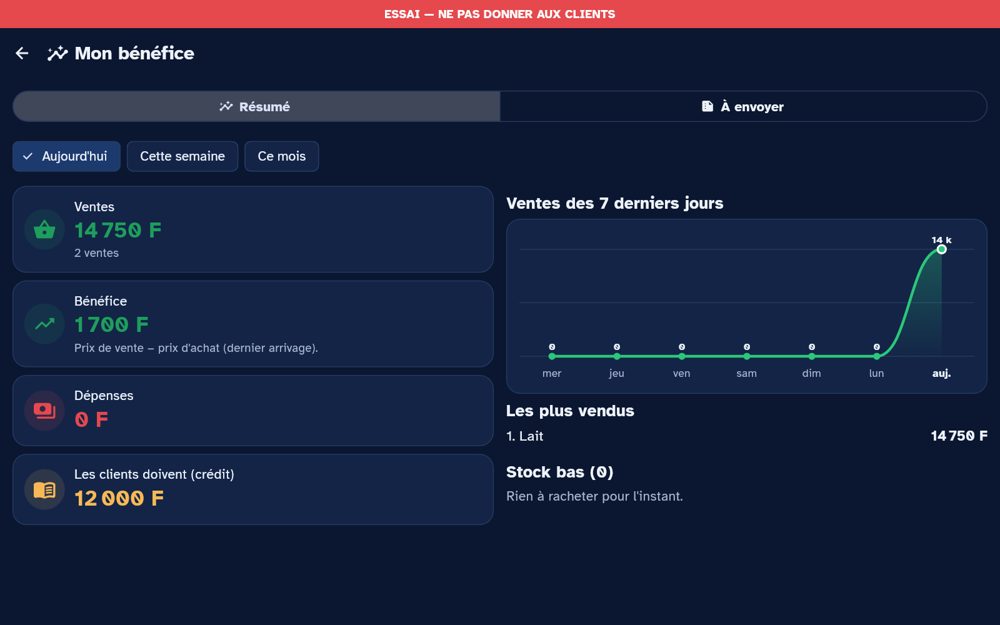 ESSAI — NE PAS DONNER AUX CLIENTS
Mon bénéfice
Résumé
À envoyer
Aujourd'hui
Cette semaine
Ce mois
Ventes
14 750 F
2 ventes
Bénéfice
1 700 F
Prix de vente – prix d'achat (dernier arrivage).
Dépenses
0 F
Les clients doivent (crédit)
12 000 F
Ventes des 7 derniers jours
14 k
0 0 0 0 0 0
mer jeu ven sam dim lun auj.
Les plus vendus
1. Lait 14 750 F
Stock bas (0)
Rien à racheter pour l'instant.